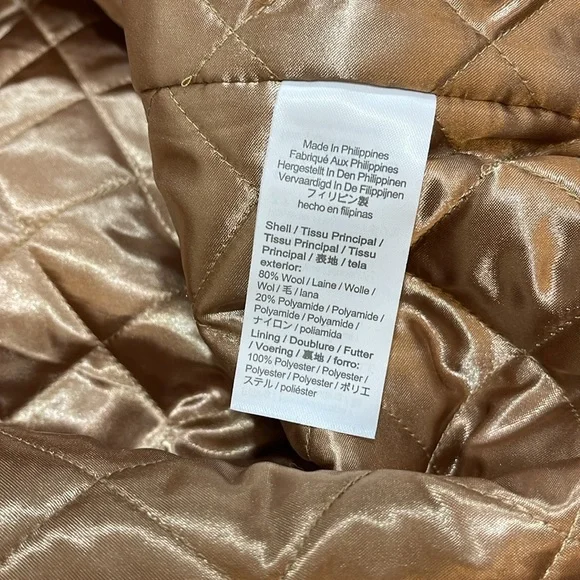 Made In Philippines
Fabriqué Aux Philippines
Hergestellt In Den Philippinen
Vervaardigd In De Filippijnen
フィリピン製
hecho en filipinas
Shell / Tissu Principal /
Tissu Principal / Tissu
Principal / 表地 / tela
exterior:
80% Wool / Laine / Wolle /
Wol / 毛 / lana
20% Polyamide / Polyamide /
Polyamide / Polyamide /
ナイロン / poliamida
Lining / Doublure / Futter
/ Voering / 裏地 / forro:
100% Polyester / Polyester /
Polyester / Polyester / ポリエ
ステル / poliéster